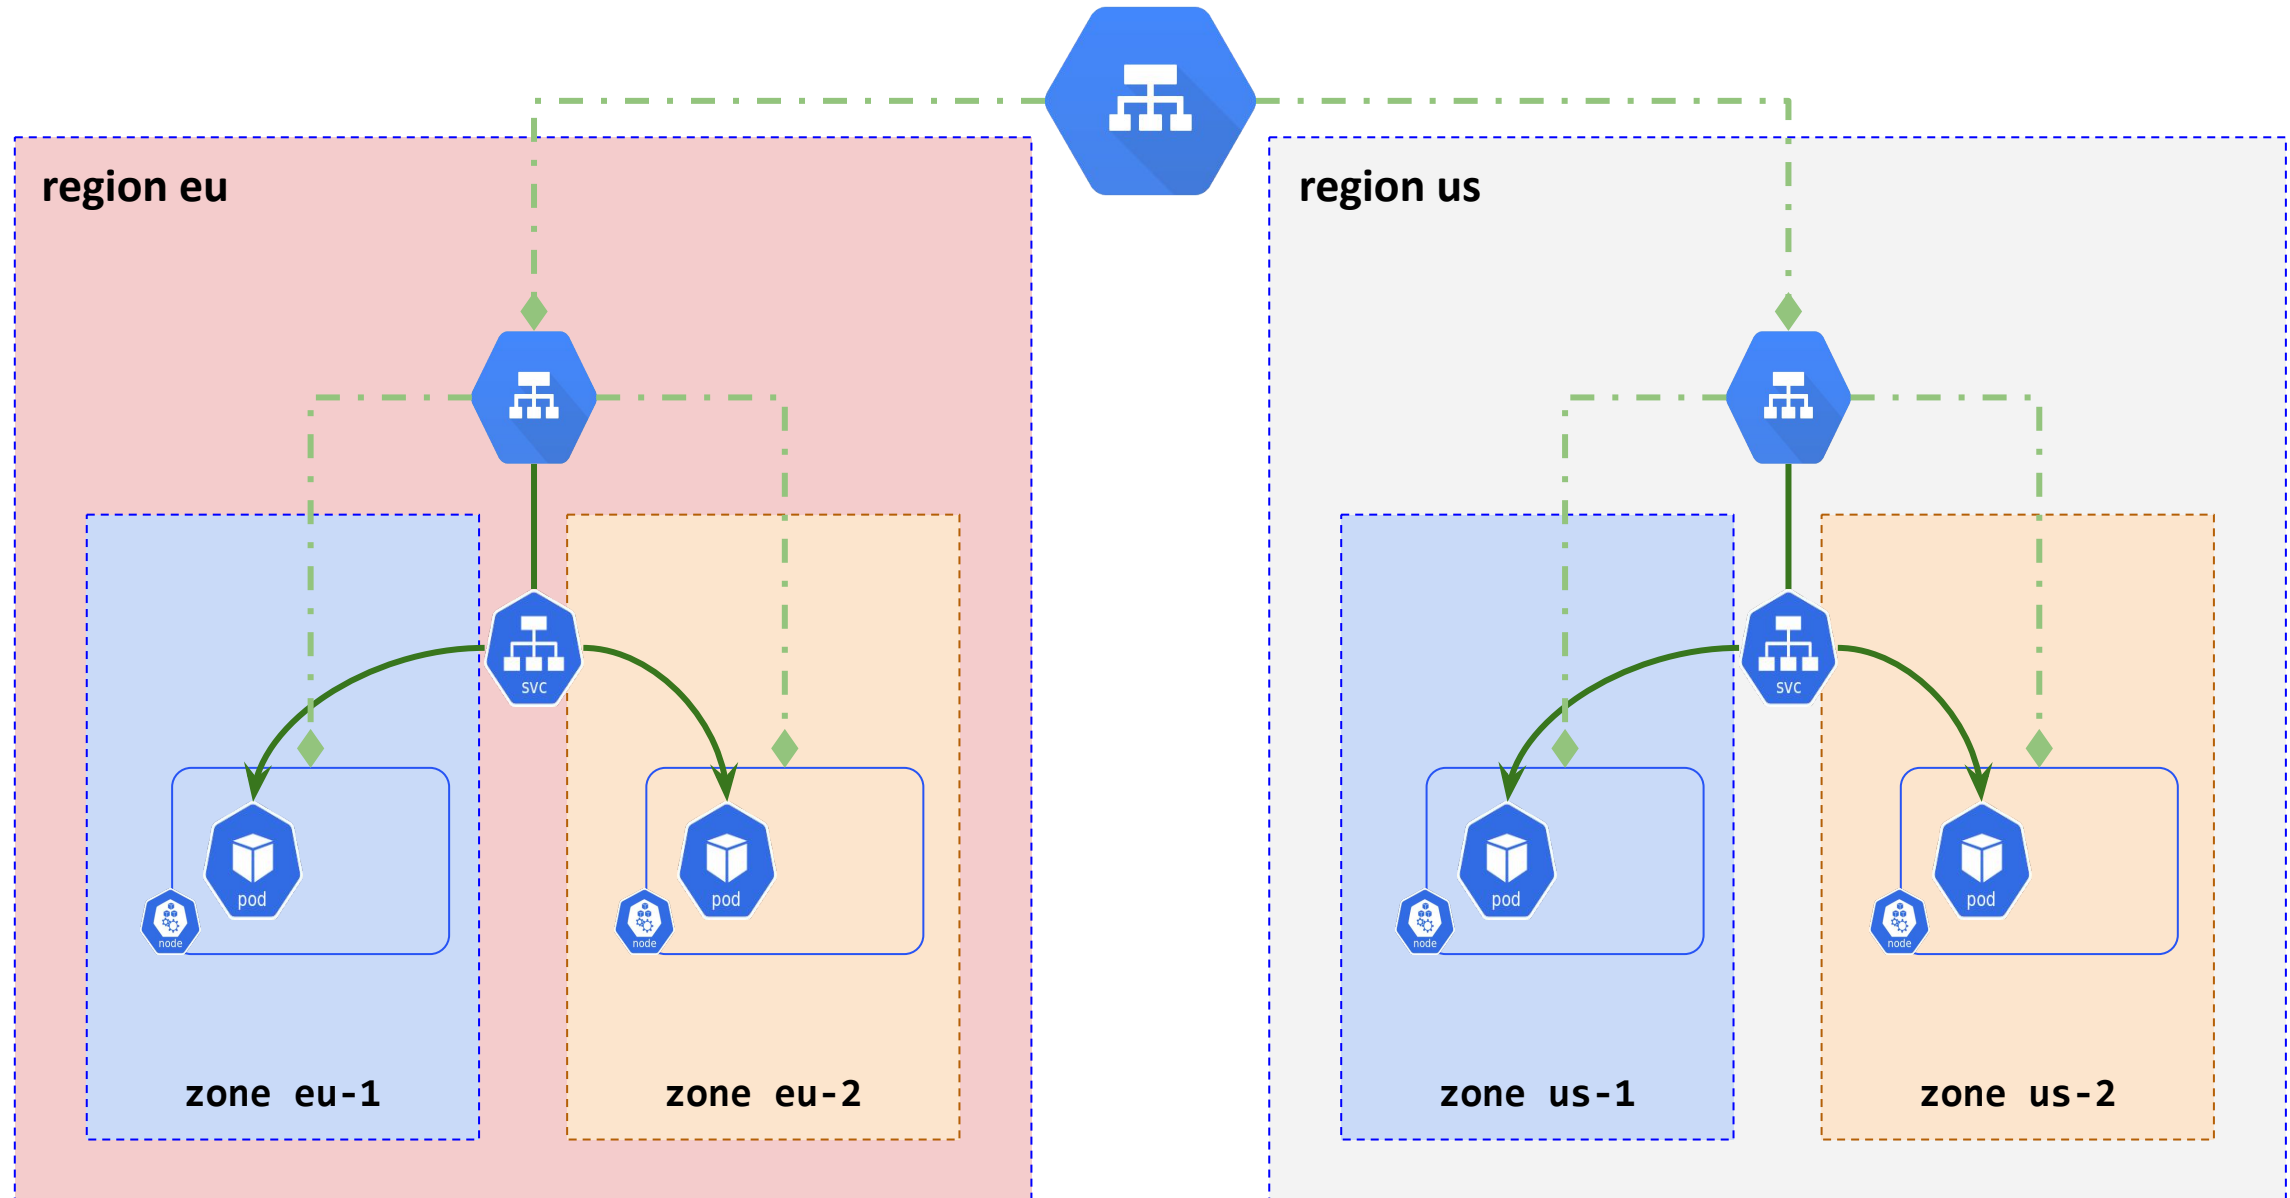 region eu
region us
svc
svc
pod
pod
pod
pod
node
node
node
node
zone eu-1
zone eu-2
zone us-1
zone us-2